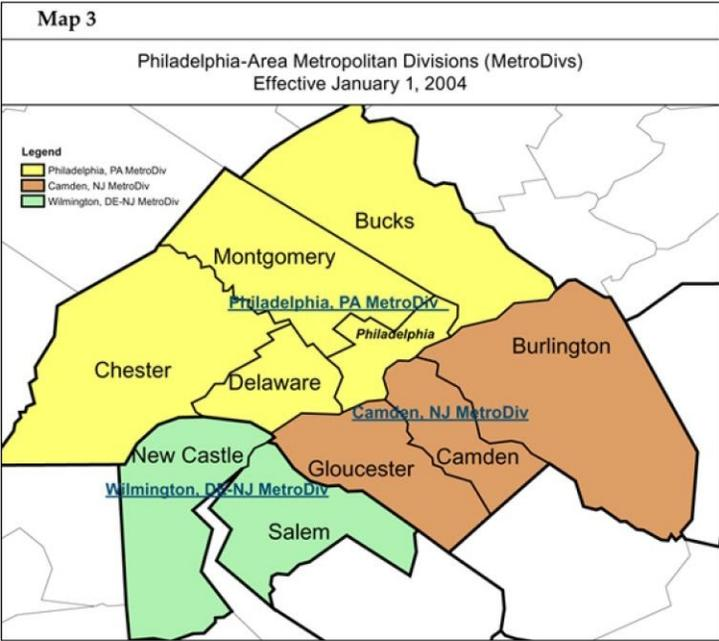 Map 3
Philadelphia-Area Metropolitan Divisions (MetroDivs)
Effective January 1, 2004
Legend
Philadelphia, PA MetroDiv
Camden, NJ MetroDiv
Wilmington, DE-NJ MetroDiv
Bucks
Montgomery
Philadelphia, PA MetroDiv
Philadelphia
Burlington
Chester
Delaware
Camden, NJ MetroDiv
New Castle
Gloucester
Camden
Wilmington, DE-NJ MetroDiv
Salem